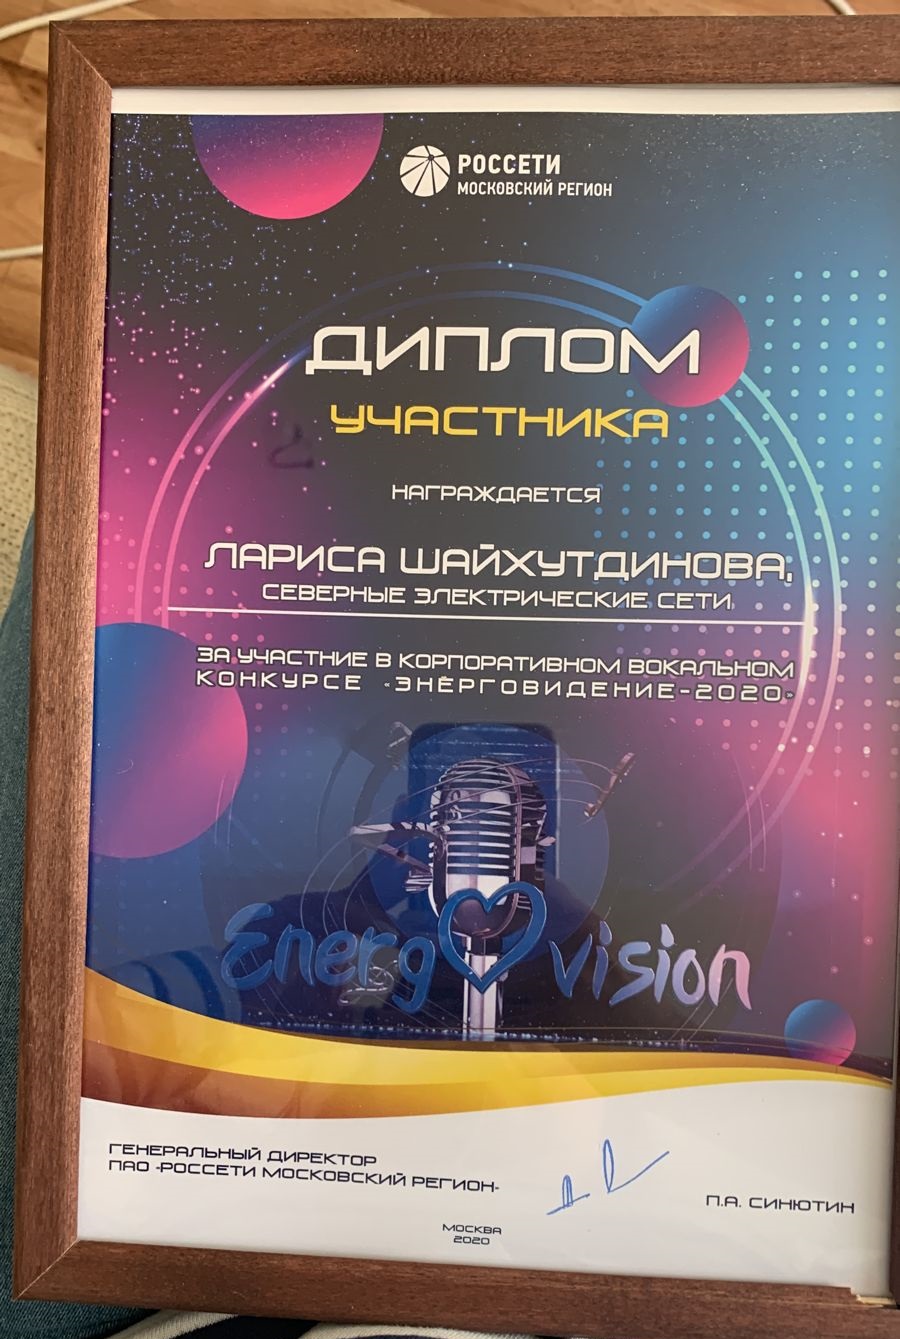 РОССЕТИ
МОСКОВСКИЙ РЕГИОН
ДИПЛОМ
УЧАСТНИКА
НАГРАЖДАЕТСЯ
ЛАРИСА ШАЙХУТДИНОВА,
СЕВЕРНЫЕ ЭЛЕКТРИЧЕСКИЕ СЕТИ
ЗА УЧАСТИЕ В КОРПОРАТИВНОМ ВОКАЛЬНОМ
КОНКУРСЕ «ЭНЕРГОВИДЕНИЕ-2020»
Energ vision
ГЕНЕРАЛЬНЫЙ ДИРЕКТОР
ПАО «РОССЕТИ МОСКОВСКИЙ РЕГИОН»
П.А. СИНЮТИН
МОСКВА
2020